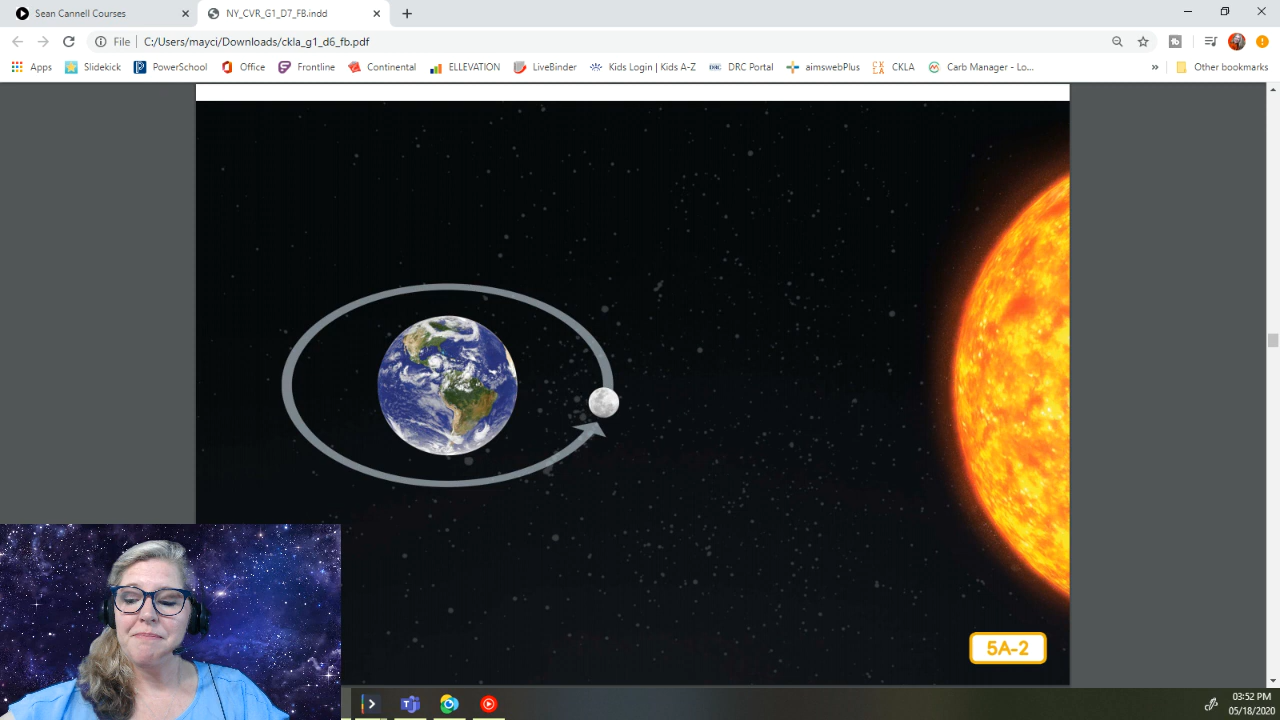 Sean Cannell Courses
NY_CVR_G1_D7_FB.indd
File
C:/Users/mayci/Downloads/ckla_g1_d6_fb.pdf
Apps Sidekick PowerSchool Office Frontline Continental ELLEVATION LiveBinder Kids Login | Kids A-Z DRC Portal aimswebPlus CKLA Carb Manager - Lo... » Other bookmarks
5A-2
03:52 PM
05/18/2020